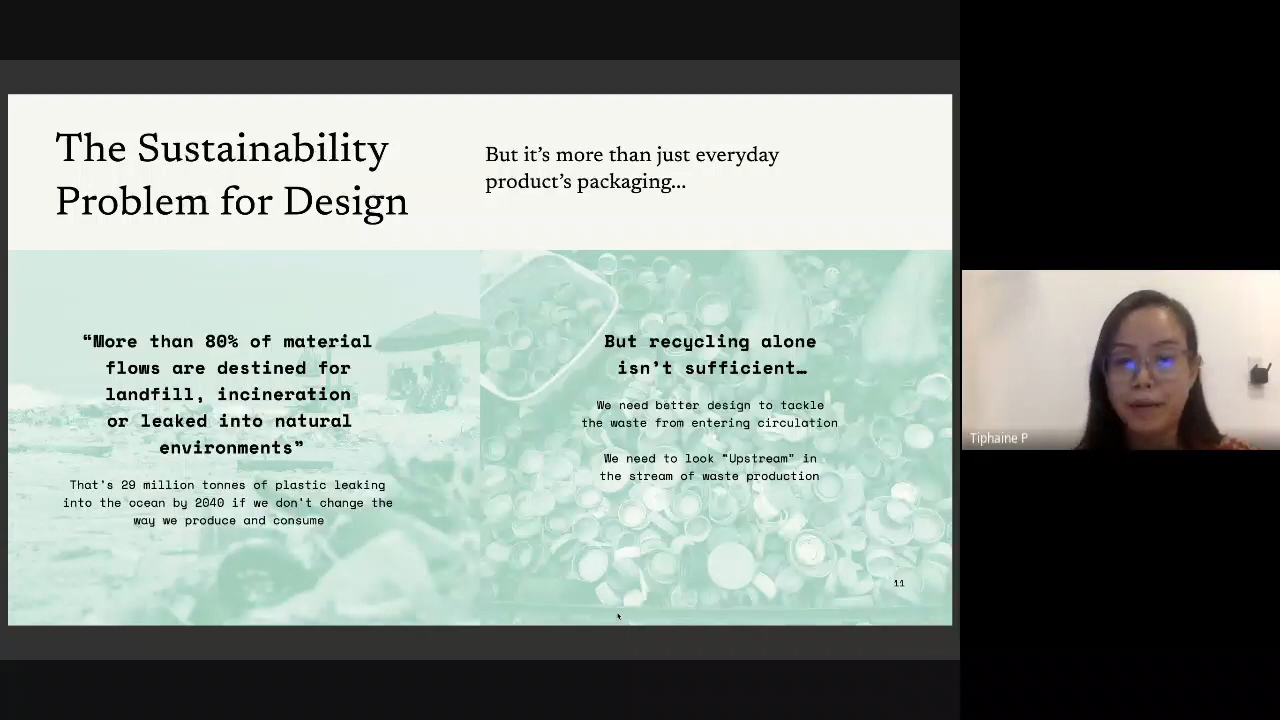 The Sustainability
Problem for Design
But it’s more than just everyday
product’s packaging…
“More than 80% of material
flows are destined for
landfill, incineration
or leaked into natural
environments”
That's 29 million tonnes of plastic leaking
into the ocean by 2040 if we don't change the
way we produce and consume
But recycling alone
isn’t sufficient…
We need better design to tackle
the waste from entering circulation
We need to look "Upstream" in
the stream of waste production
11
Tiphaine P